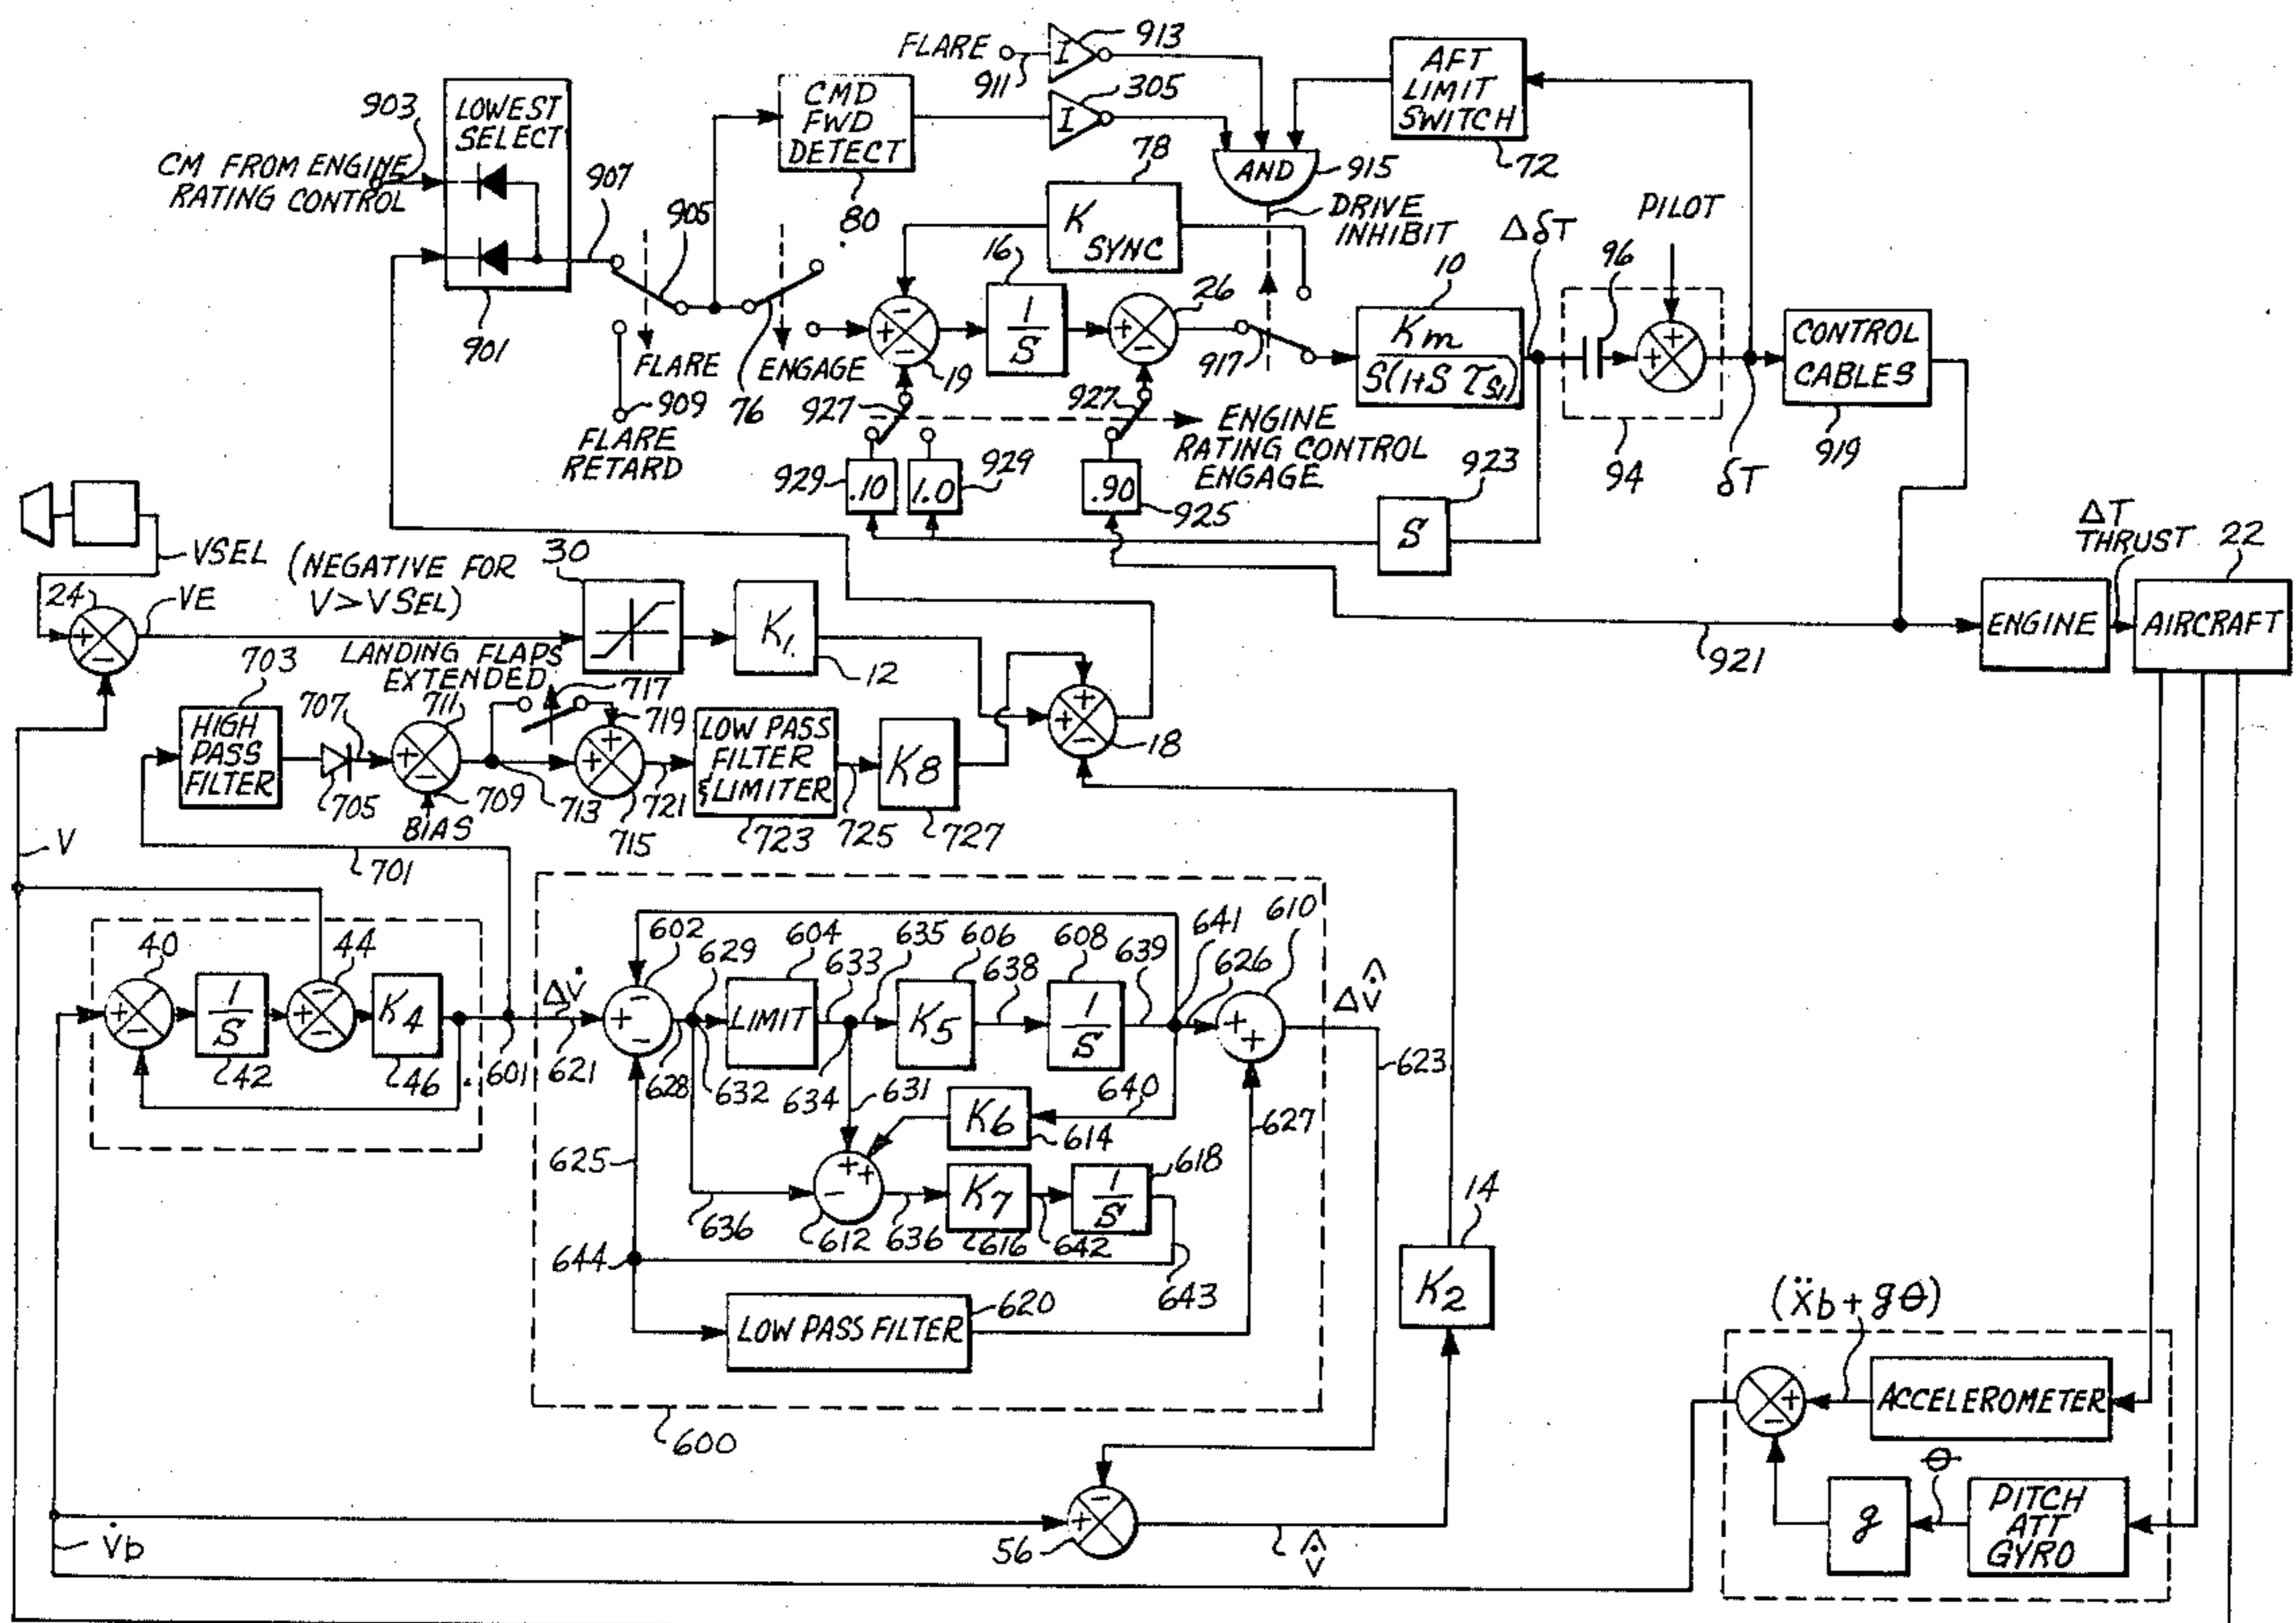 FLARE
911
I
913
I
305
AFT
LIMIT
SWITCH
72
CMD
FWD
DETECT
80
903
LOWEST
SELECT
CM FROM ENGINE
RATING CONTROL
901
907
905
AND
915
DRIVE
INHIBIT
78
K
SYNC
PILOT
ΔδT
96
FLARE
909
FLARE
RETARD
76
ENGAGE
+
-
-
19
16
1
S
+
-
26
917
10
Km
S(1+S τS1)
+
+
94
δT
CONTROL
CABLES
919
927
927
ENGINE
RATING CONTROL
ENGAGE
929
.10
1.0
929
.90
925
923
S
921
VSEL
(NEGATIVE FOR
V>VSEL)
24
+
-
VE
30
K1.
12
ΔT
THRUST
22
ENGINE
AIRCRAFT
LANDING FLAPS
EXTENDED
717
719
703
HIGH
PASS
FILTER
707
705
711
+
-
709
BIAS
713
+
+
715
721
LOW PASS
FILTER
& LIMITER
723
725
K8
727
+
+
-
18
V
701
40
+
-
1
S
42
44
-
+
K4
46
601
Δv̇
621
602
-
+
-
628
629
632
604
LIMIT
633
634
635
606
K5
638
608
1
S
639
641
626
610
+
+
Δv̇̂
623
631
K6
614
640
627
625
636
+
+
-
612
636
K7
616
642
1
S
618
643
644
LOW PASS FILTER
620
600
14
K2
(ẍb+gθ)
+
-
ACCELEROMETER
g
θ
PITCH
ATT
GYRO
v̇b
-
+
56
v̇̂